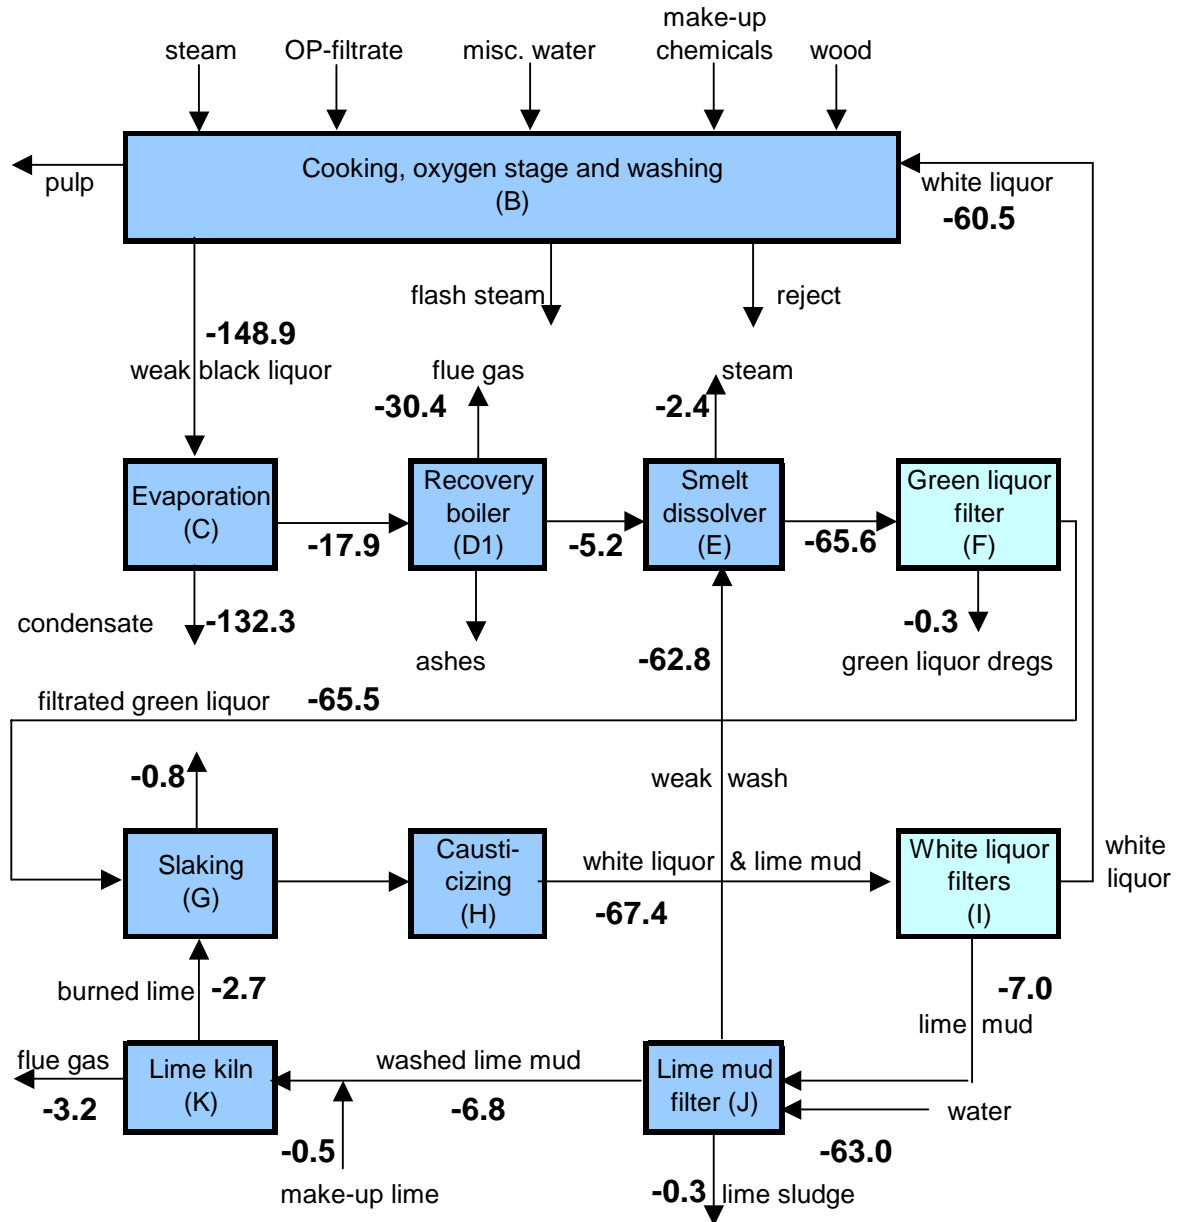 make-up
steam OP-filtrate misc. water chemicals wood
Cooking, oxygen stage and washing
(B)
pulp
white liquor
-60.5
flash steam
reject
-148.9
weak black liquor
flue gas
-30.4
steam
-2.4
Evaporation
(C)
-17.9
Recovery
boiler
(D1)
-5.2
Smelt
dissolver
(E)
-65.6
Green liquor
filter
(F)
condensate
-132.3
ashes
-62.8
-0.3
green liquor dregs
filtrated green liquor -65.5
-0.8
weak wash
Slaking
(G)
Causti-
cizing
(H)
white liquor & lime mud
-67.4
White liquor
filters
(I)
white
liquor
burned lime -2.7
-7.0
lime mud
flue gas
-3.2
Lime kiln
(K)
washed lime mud
-6.8
Lime mud
filter (J)
water
-63.0
-0.5
make-up lime
-0.3 lime sludge